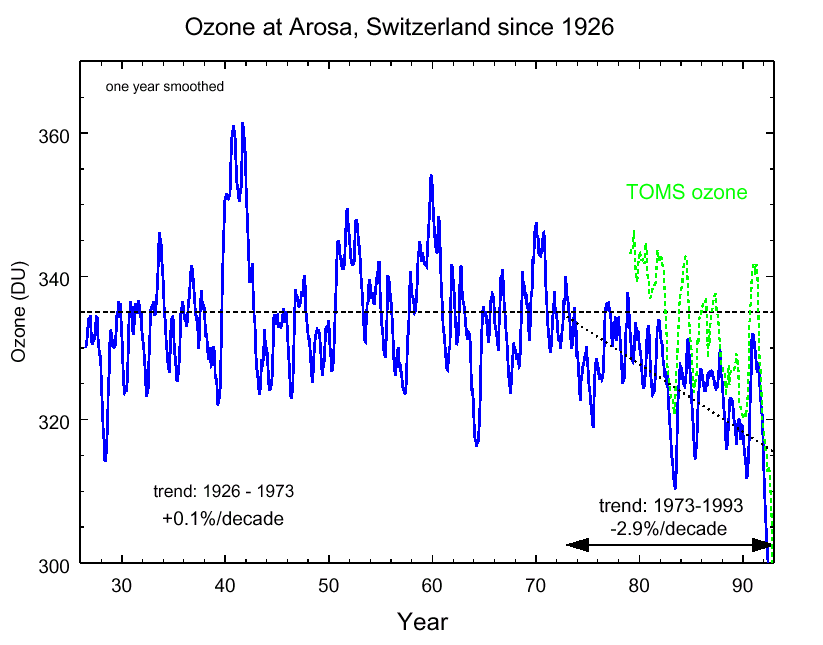 Ozone at Arosa, Switzerland since 1926
one year smoothed
360
TOMS ozone
340
Ozone (DU)
320
trend: 1926 - 1973
+0.1%/decade
trend: 1973-1993
-2.9%/decade
300
30 40 50 60 70 80 90
Year